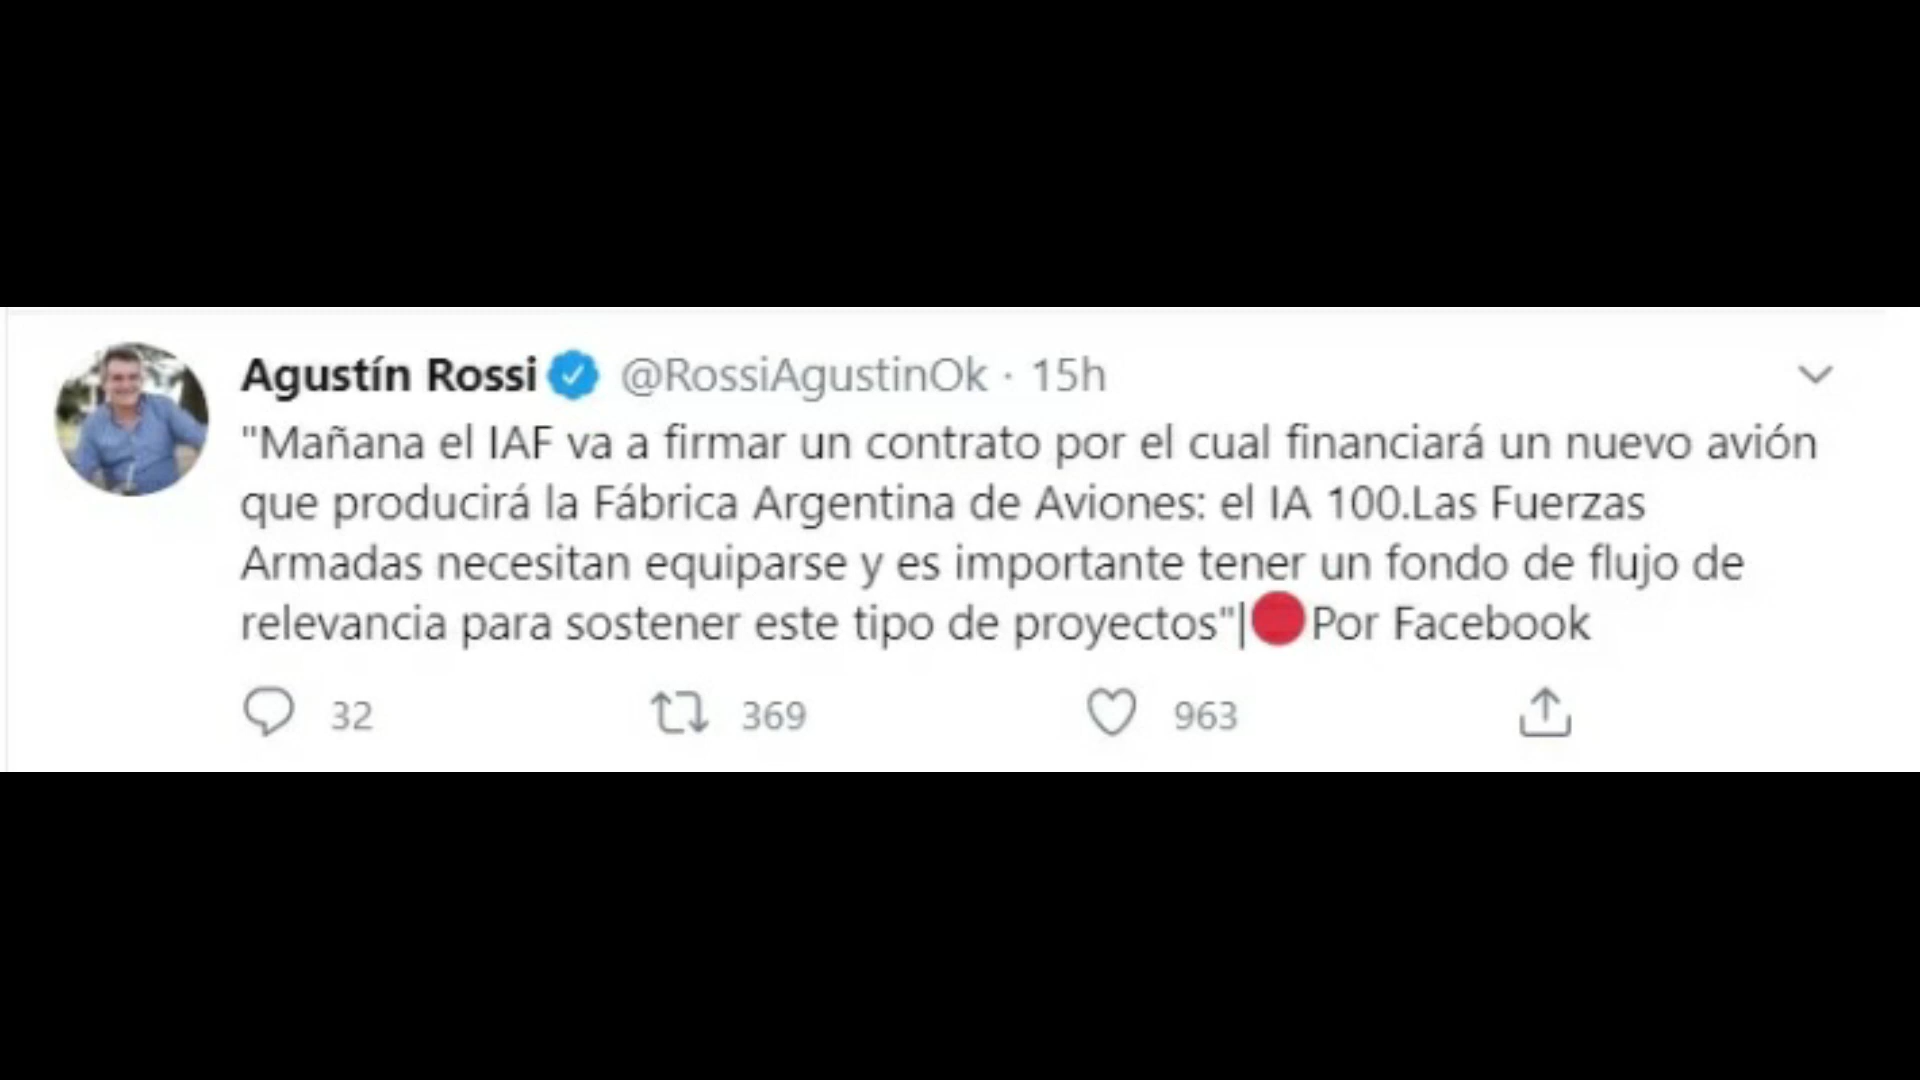 Agustín Rossi @RossiAgustinOk · 15h
"Mañana el IAF va a firmar un contrato por el cual financiará un nuevo avión
que producirá la Fábrica Argentina de Aviones: el IA 100.Las Fuerzas
Armadas necesitan equiparse y es importante tener un fondo de flujo de
relevancia para sostener este tipo de proyectos"|🔴Por Facebook
32 369 963